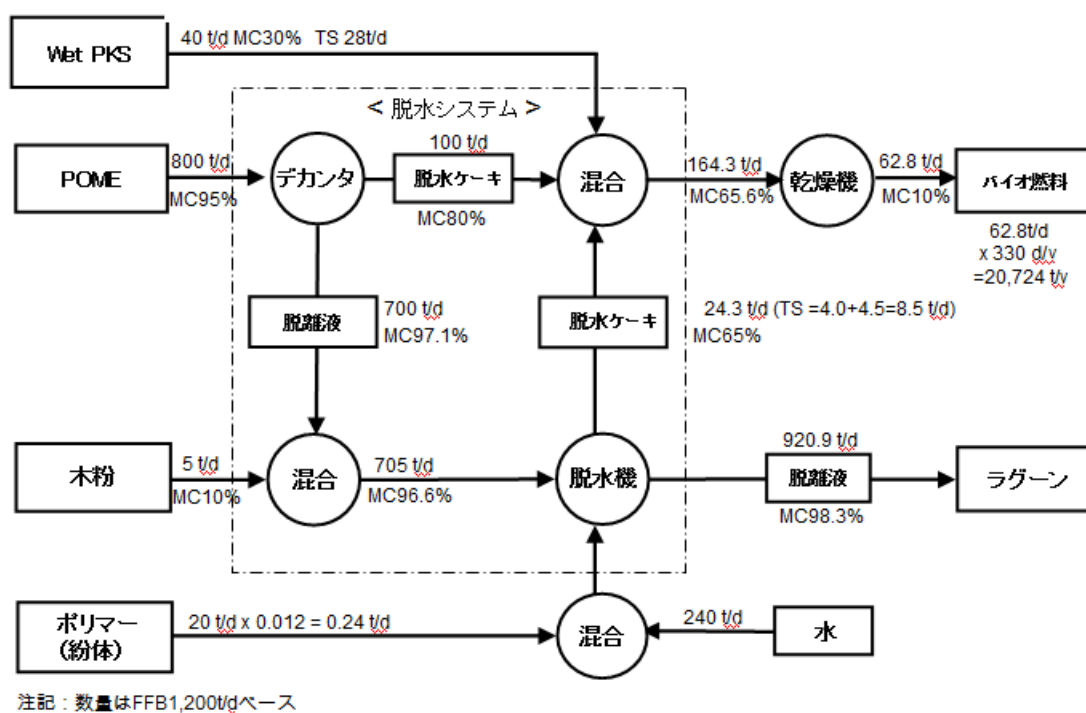 Wet PKS
40 t/d MC30% TS 28t/d
< 脱水システム >
POME
800 t/d
MC95%
デカンタ
100 t/d
脱水ケーキ
MC80%
混合
164.3 t/d
MC65.6%
乾燥機
62.8 t/d
MC10%
バイオ燃料
62.8t/d
x 330 d/y
=20,724 t/y
脱離液
700 t/d
MC97.1%
脱水ケーキ
24.3 t/d (TS =4.0+4.5=8.5 t/d)
MC65%
木粉
5 t/d
MC10%
混合
705 t/d
MC96.6%
脱水機
920.9 t/d
脱離液
MC98.3%
ラグーン
ポリマー
(紛体)
20 t/d x 0.012 = 0.24 t/d
混合
240 t/d
水
注記：数量はFFB1,200t/dベース